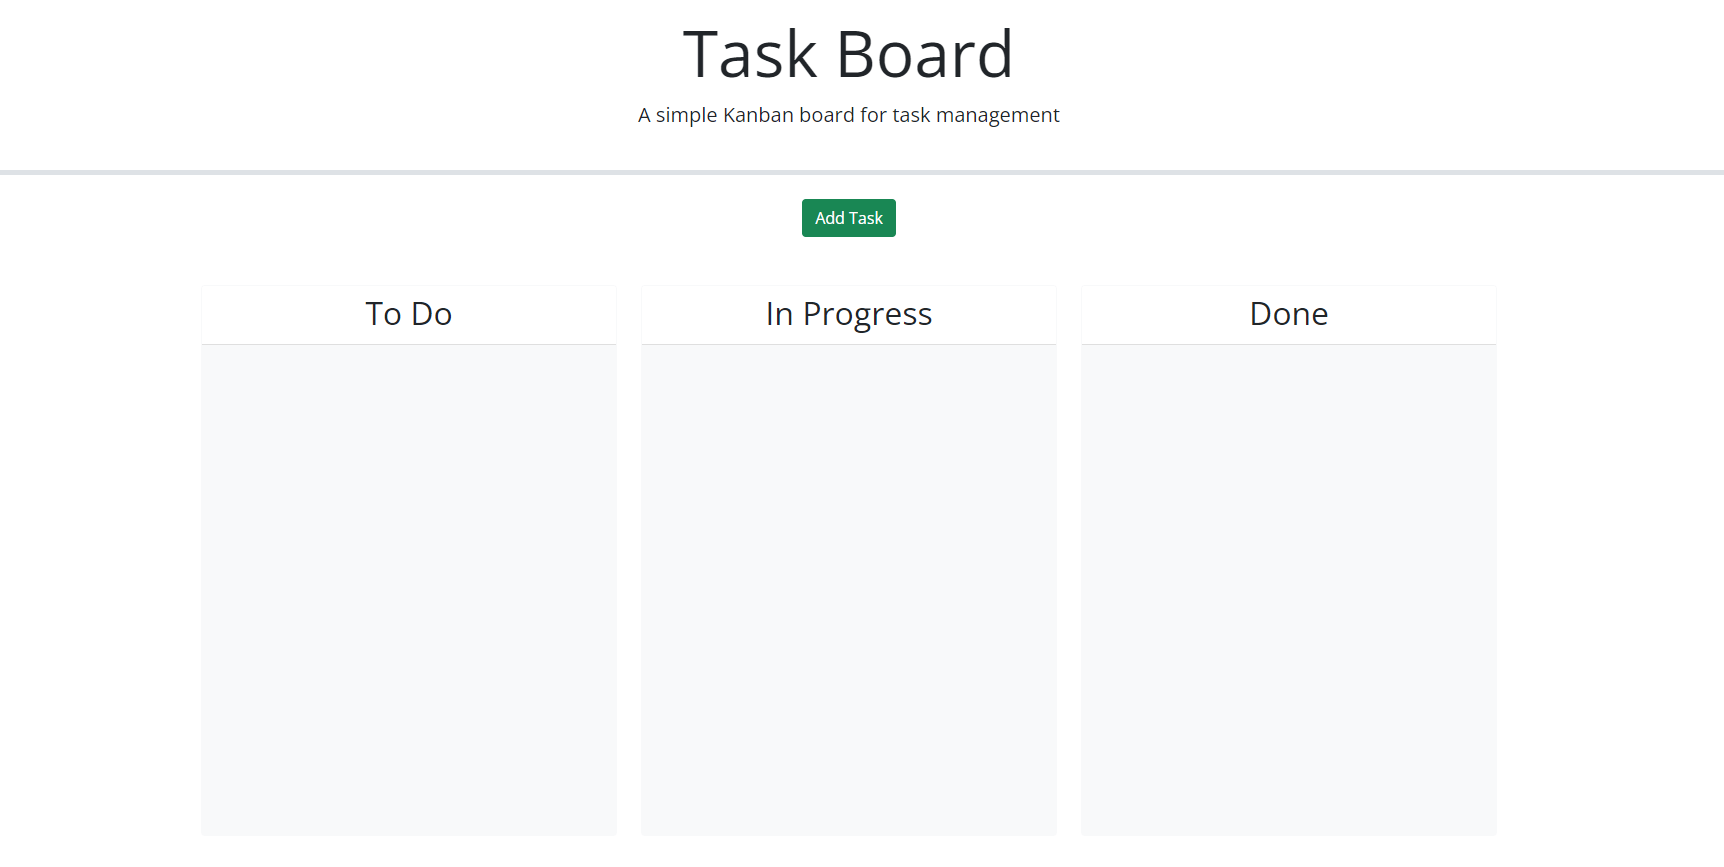 Task Board
A simple Kanban board for task management
Add Task
To Do
In Progress
Done